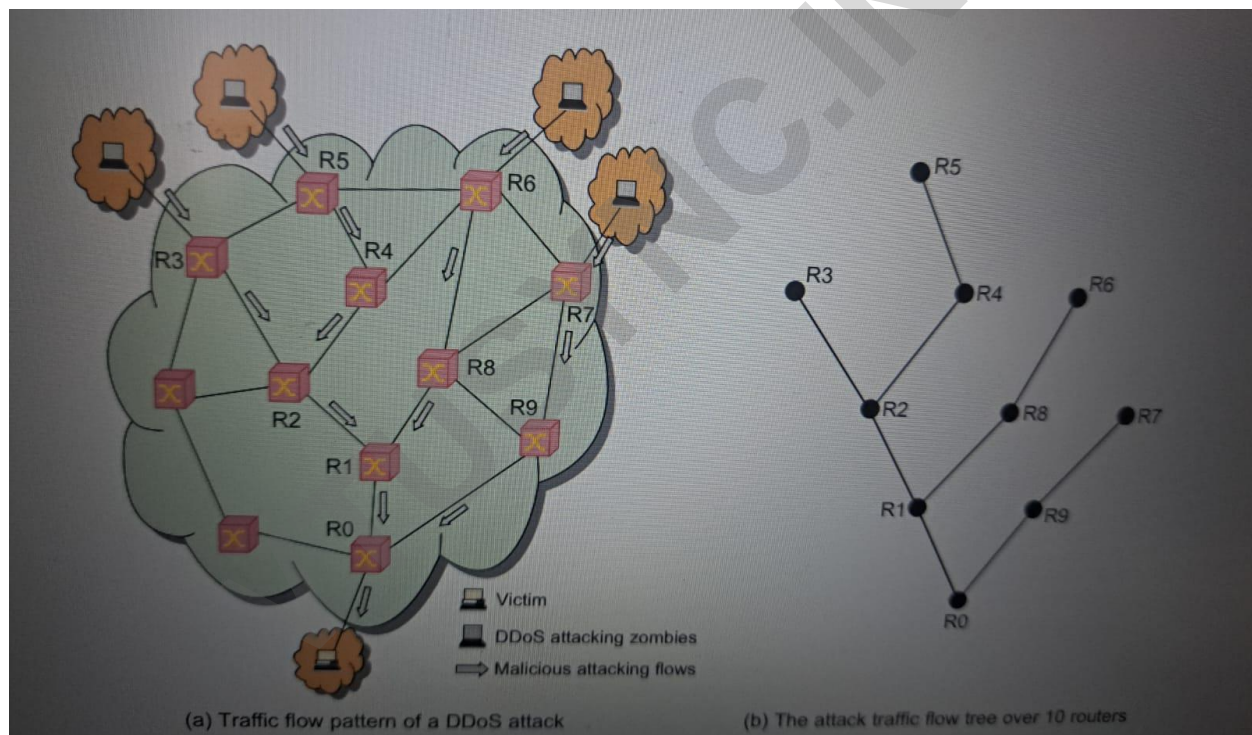 R5
R6
R3
R4
R7
R8
R2
R9
R1
R0
Victim
DDoS attacking zombies
Malicious attacking flows
(a) Traffic flow pattern of a DDoS attack
R5
R3
R4
R6
R2
R8
R7
R1
R9
R0
(b) The attack traffic flow tree over 10 routers